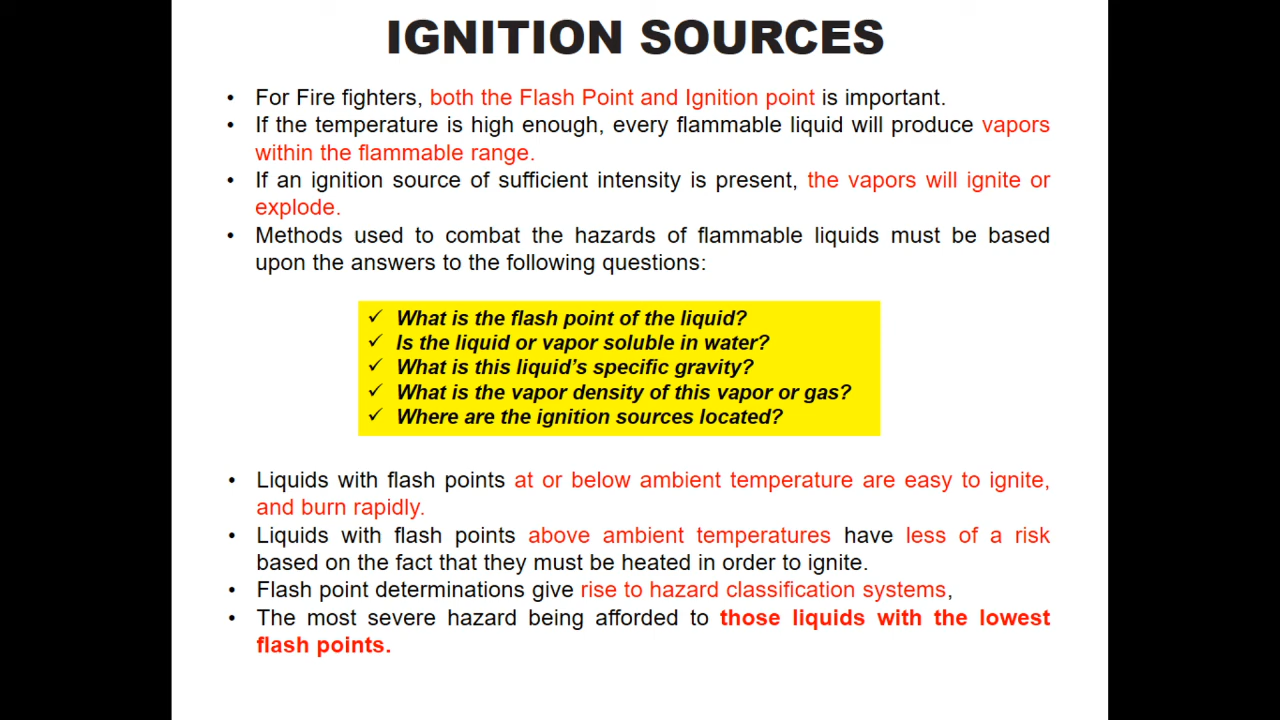 IGNITION SOURCES
• For Fire fighters, both the Flash Point and Ignition point is important.
• If the temperature is high enough, every flammable liquid will produce vapors
within the flammable range.
• If an ignition source of sufficient intensity is present, the vapors will ignite or
explode.
• Methods used to combat the hazards of flammable liquids must be based
upon the answers to the following questions:
✓ What is the flash point of the liquid?
✓ Is the liquid or vapor soluble in water?
✓ What is this liquid's specific gravity?
✓ What is the vapor density of this vapor or gas?
✓ Where are the ignition sources located?
• Liquids with flash points at or below ambient temperature are easy to ignite,
and burn rapidly.
• Liquids with flash points above ambient temperatures have less of a risk
based on the fact that they must be heated in order to ignite.
• Flash point determinations give rise to hazard classification systems,
• The most severe hazard being afforded to those liquids with the lowest
flash points.